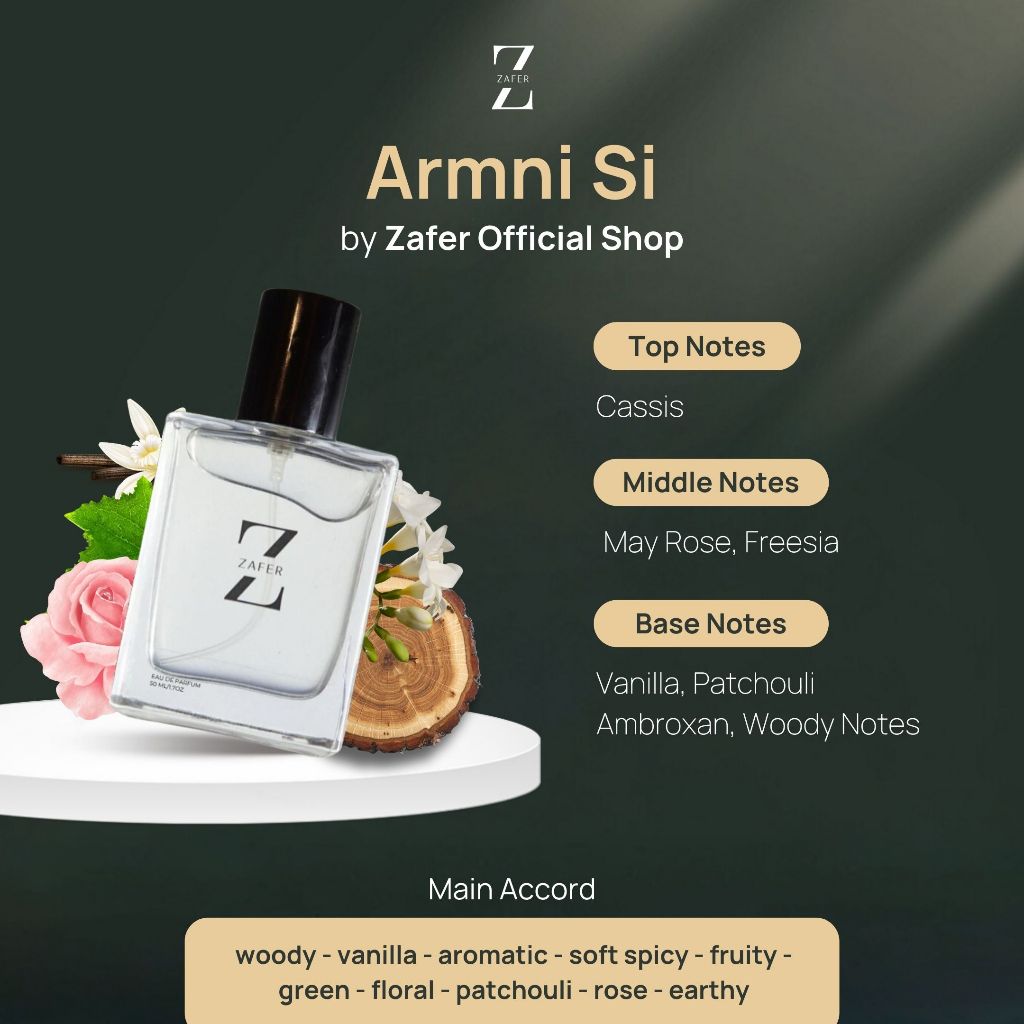 ZAFER
Armni Si
by Zafer Official Shop
Top Notes
Cassis
Middle Notes
May Rose, Freesia
Base Notes
Vanilla, Patchouli
Ambroxan, Woody Notes
ZAFER
EAU DE PARFUM
50 ML/1.7OZ
Main Accord
woody - vanilla - aromatic - soft spicy - fruity -
green - floral - patchouli - rose - earthy